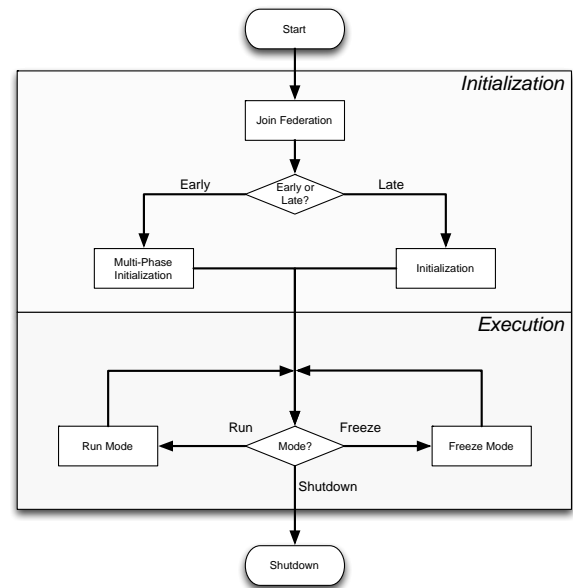 Start
Initialization
Join Federation
Early
Early or
Late?
Late
Multi-Phase
Initialization
Initialization
Execution
Run
Freeze
Run Mode
Mode?
Freeze Mode
Shutdown
Shutdown